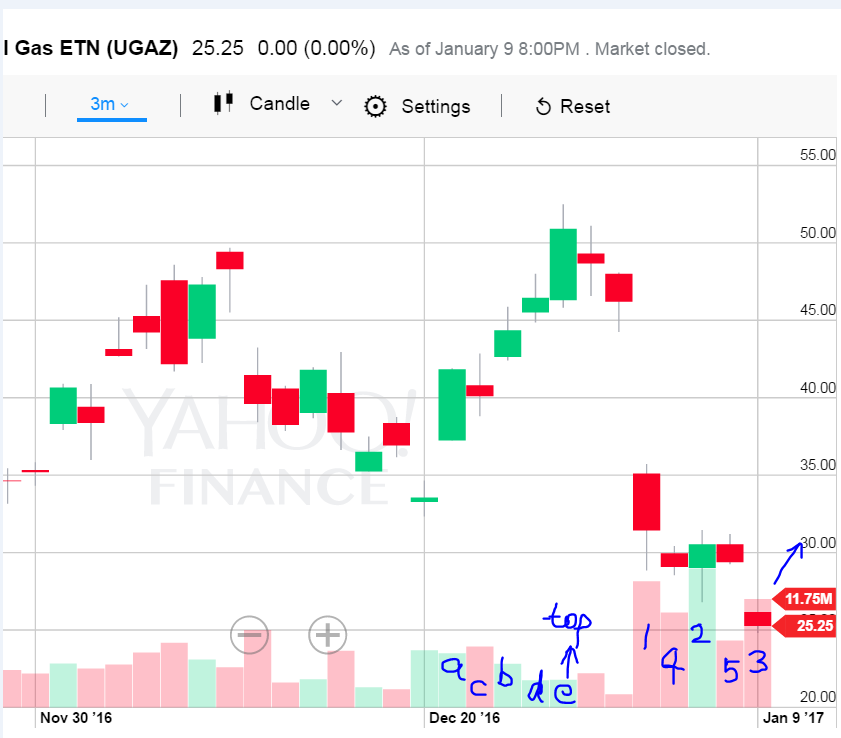 l Gas ETN (UGAZ) 25.25 0.00 (0.00%) As of January 9 8:00PM . Market closed.
3m Candle Settings Reset
55.00
50.00
45.00
40.00
YAHOO!
FINANCE
35.00
30.00
11.75M
25.25
top
1 2
a c b d e 4 5 3
20.00
Nov 30 '16 Dec 20 '16 Jan 9 '17